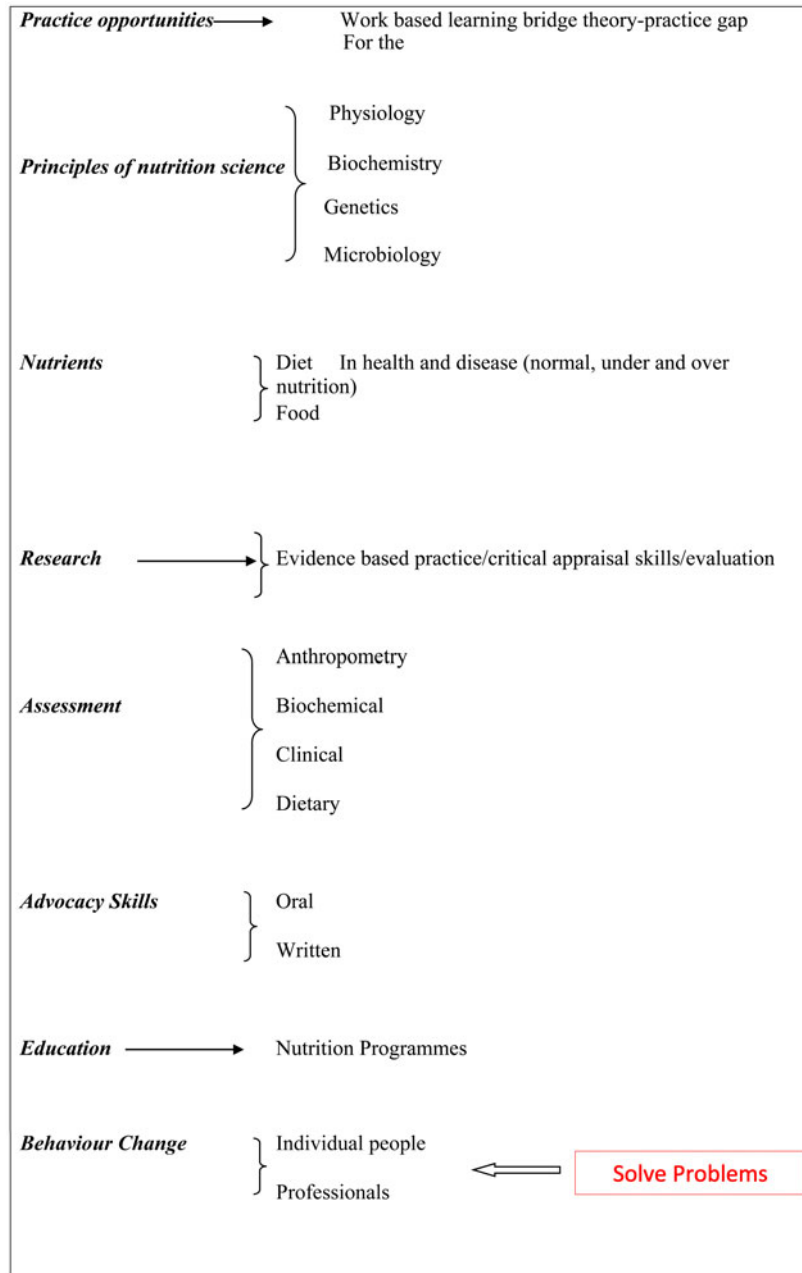 Practice opportunities Work based learning bridge theory-practice gap
For the
Physiology
Principles of nutrition science
Biochemistry
Genetics
Microbiology
Nutrients Diet In health and disease (normal, under and over
nutrition)
Food
Research Evidence based practice/critical appraisal skills/evaluation
Anthropometry
Assessment Biochemical
Clinical
Dietary
Advocacy Skills Oral
Written
Education Nutrition Programmes
Behaviour Change Individual people
Solve Problems
Professionals